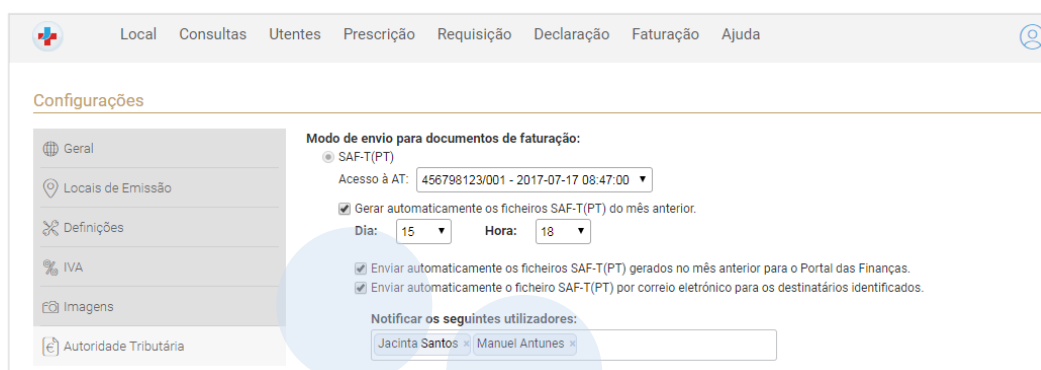 Local Consultas Utentes Prescrição Requisição Declaração Faturação Ajuda
Configurações
Geral
Locais de Emissão
Definições
IVA
Imagens
Autoridade Tributária
Modo de envio para documentos de faturação:
SAF-T(PT)
Acesso à AT: 456798123/001 - 2017-07-17 08:47:00
Gerar automaticamente os ficheiros SAF-T(PT) do mês anterior.
Dia: 15 Hora: 18
Enviar automaticamente os ficheiros SAF-T(PT) gerados no mês anterior para o Portal das Finanças.
Enviar automaticamente o ficheiro SAF-T(PT) por correio eletrónico para os destinatários identificados.
Notificar os seguintes utilizadores:
Jacinta Santos × Manuel Antunes ×